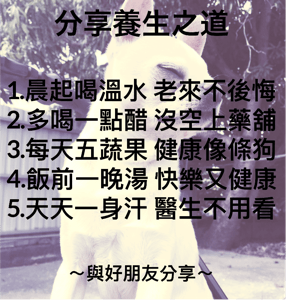 分享養生之道
1.晨起喝溫水 老來不後悔
2.多喝一點醋 沒空上藥舖
3.每天五蔬果 健康像條狗
4.飯前一晚湯 快樂又健康
5.天天一身汗 醫生不用看
～與好朋友分享～